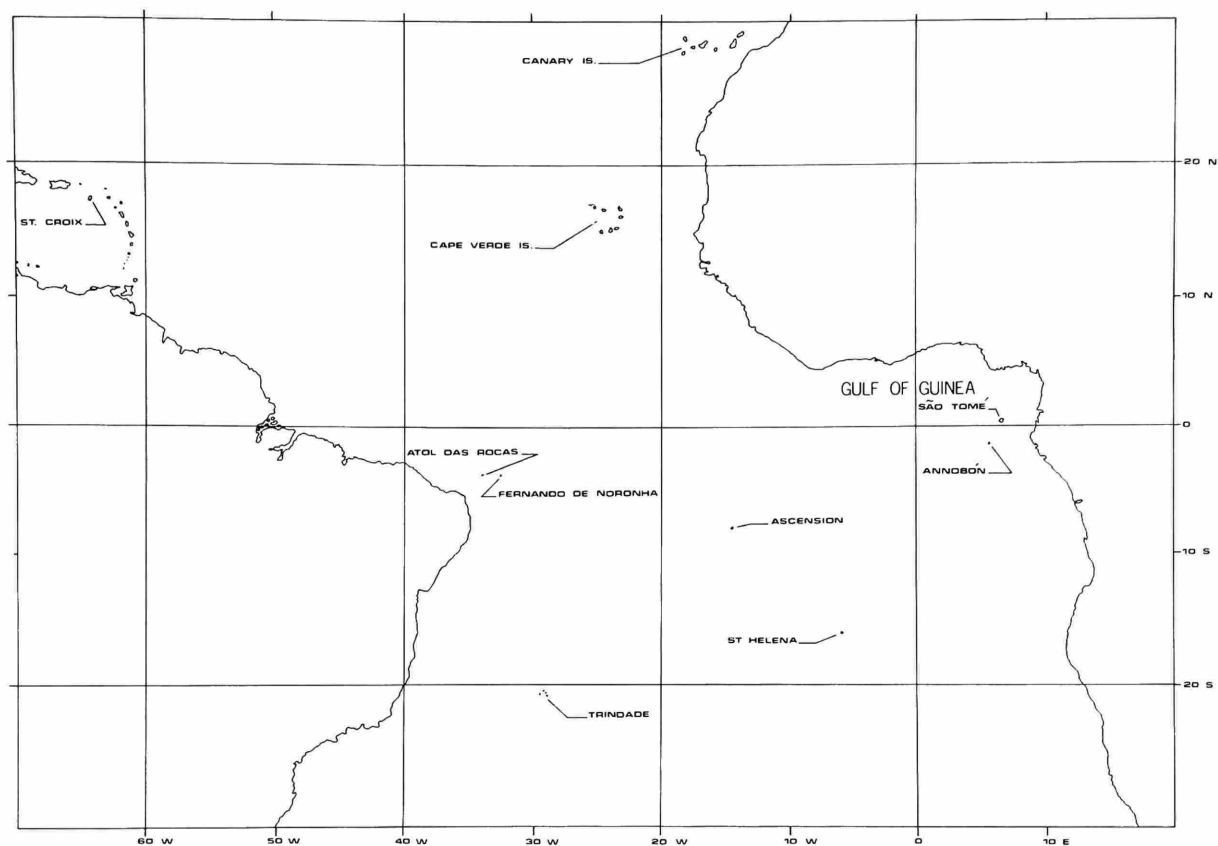 CANARY IS.
20 N
ST. CROIX
CAPE VERDE IS.
10 N
GULF OF GUINEA
SÃO TOMÉ
0
ATOL DAS ROCAS
ANNOBÓN
FERNANDO DE NORONHA
ASCENSION
10 S
ST HELENA
20 S
TRINDADE
60 W
50 W
40 W
30 W
20 W
10 W
0
10 E